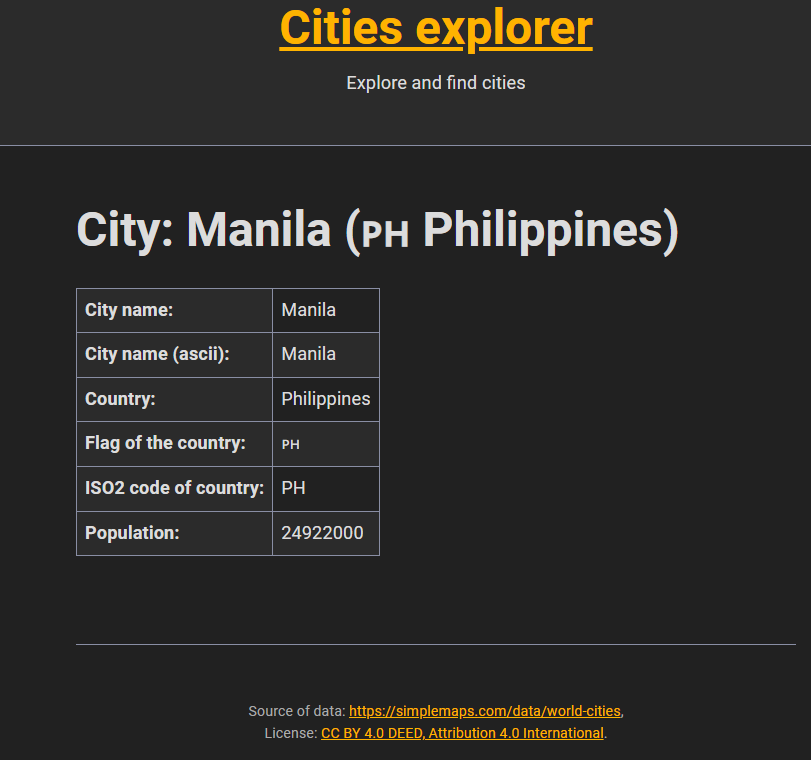 Cities explorer
Explore and find cities
City: Manila (PH Philippines)
City name: Manila
City name (ascii): Manila
Country: Philippines
Flag of the country: PH
ISO2 code of country: PH
Population: 24922000
Source of data: https://simplemaps.com/data/world-cities,
License: CC BY 4.0 DEED, Attribution 4.0 International.